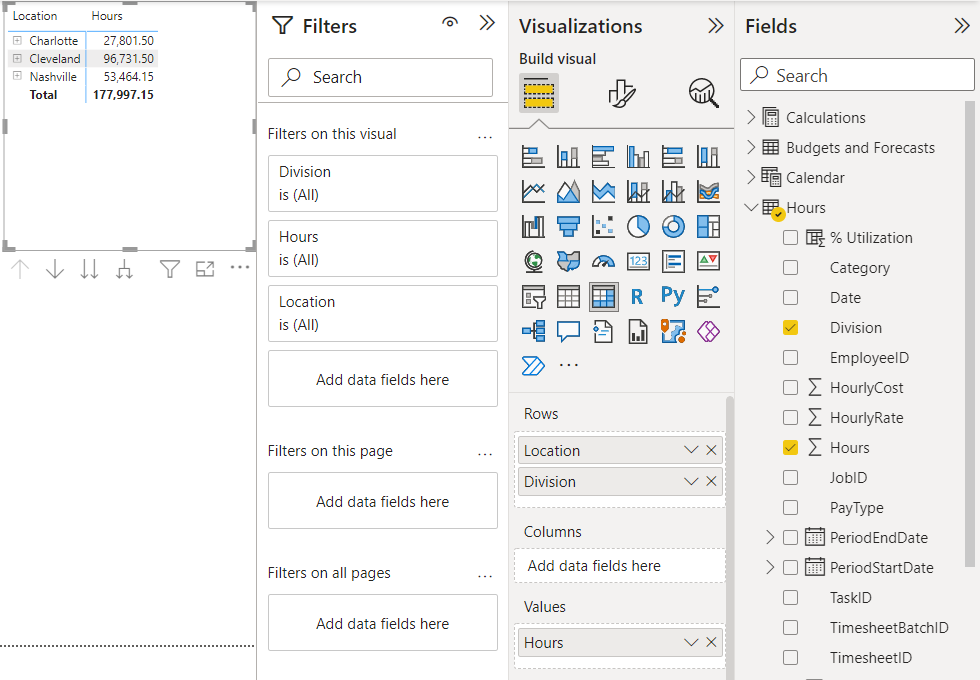 Location Hours
Charlotte 27,801.50
Cleveland 96,731.50
Nashville 53,464.15
Total 177,997.15
Filters
Search
Filters on this visual ...
Division
is (All)
Hours
is (All)
Location
is (All)
Add data fields here
Filters on this page ...
Add data fields here
Filters on all pages ...
Add data fields here
Visualizations
Build visual
123
R
Py
...
Rows
Location
Division
Columns
Add data fields here
Values
Hours
Fields
Search
Calculations
Budgets and Forecasts
Calendar
Hours
% Utilization
Category
Date
Division
EmployeeID
HourlyCost
HourlyRate
Hours
JobID
PayType
PeriodEndDate
PeriodStartDate
TaskID
TimesheetBatchID
TimesheetID